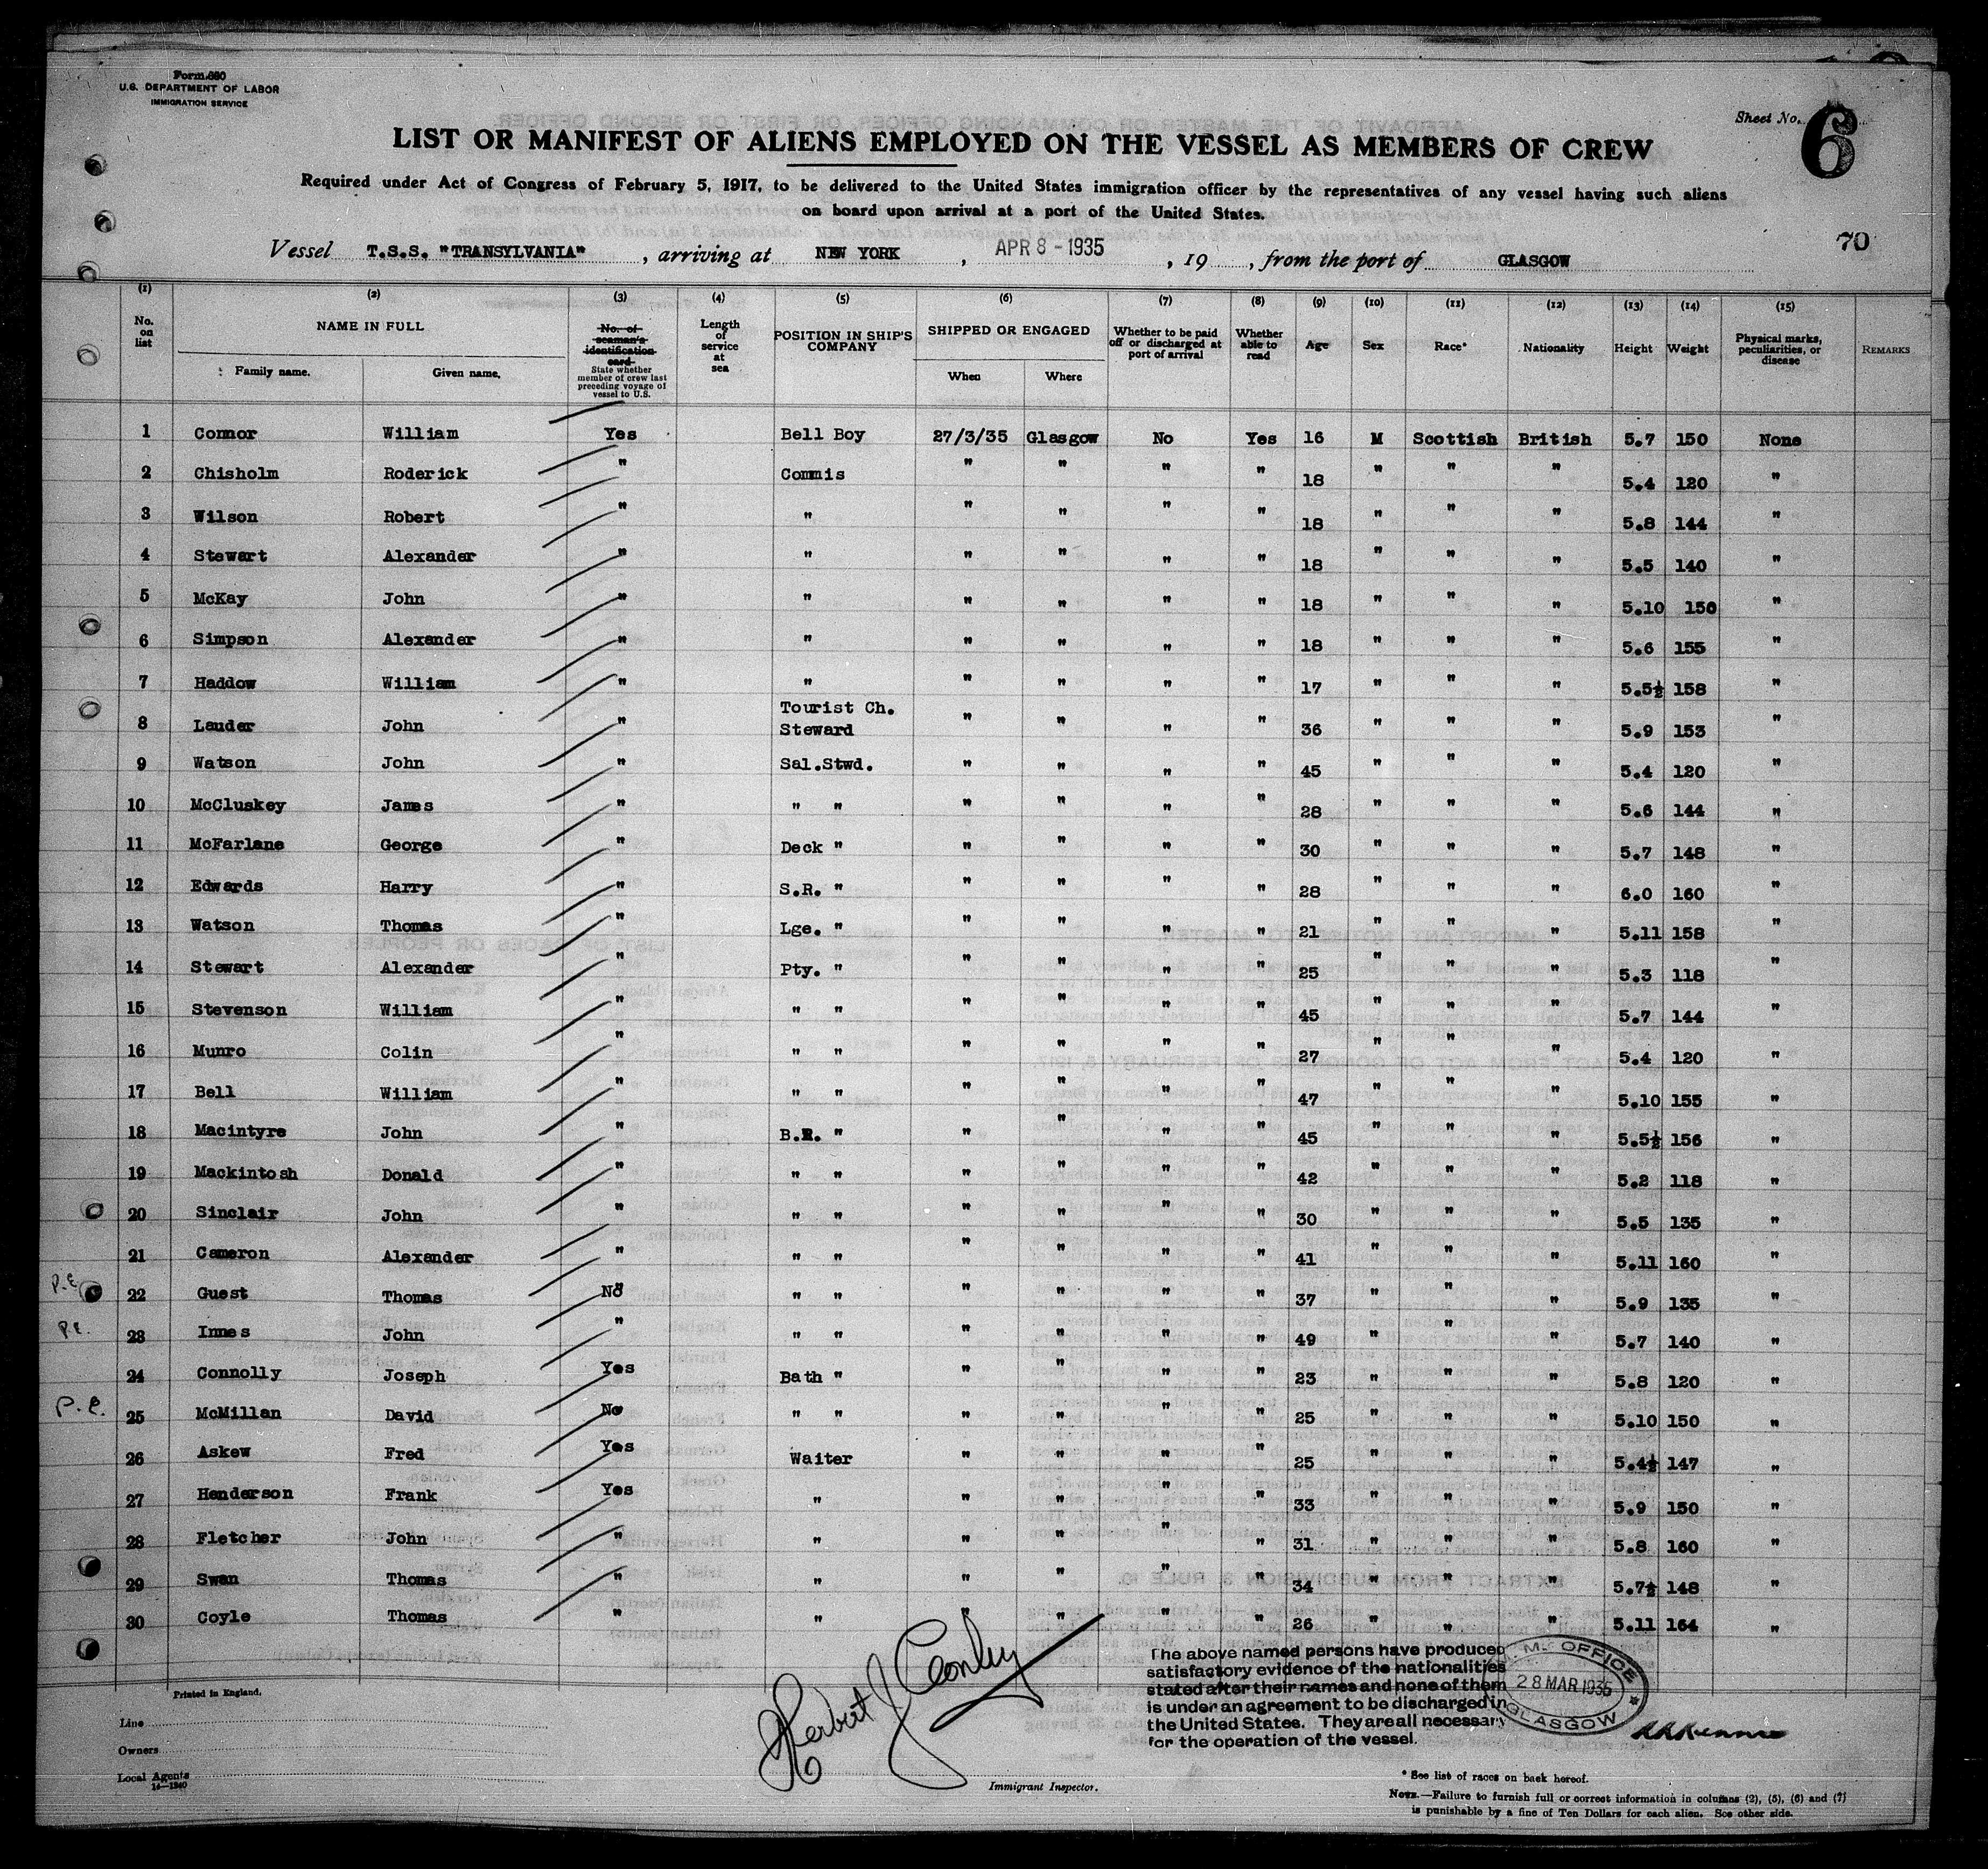 Form 680
U.S. DEPARTMENT OF LABOR
IMMIGRATION SERVICE
Sheet No. 6
LIST OR MANIFEST OF ALIENS EMPLOYED ON THE VESSEL AS MEMBERS OF CREW
Required under Act of Congress of February 5, 1917, to be delivered to the United States immigration officer by the representatives of any vessel having such aliens
on board upon arrival at a port of the United States.
70
Vessel T.S.S. "TRANSYLVANIA", arriving at NEW YORK, APR 8 - 1935, 19 , from the port of GLASGOW
(1) (2) (3) (4) (5) (6) (7) (8) (9) (10) (11) (12) (13) (14) (15)
No. on list NAME IN FULL Family name. Given name. No. of seaman's identification card State whether member of crew last preceding voyage of vessel to U.S. Length of service at sea POSITION IN SHIP'S COMPANY SHIPPED OR ENGAGED When Where Whether to be paid off or discharged at port of arrival Whether able to read Age Sex Race* Nationality Height Weight Physical marks, peculiarities, or disease REMARKS
1 Connor William Yes Bell Boy 27/3/35 Glasgow No Yes 16 M Scottish British 5.7 150 None
2 Chisholm Roderick " Commis " " " " 18 " " " 5.4 120 "
3 Wilson Robert " " " " " " 18 " " " 5.8 144 "
4 Stewart Alexander " " " " " " 18 " " " 5.5 140 "
5 McKay John " " " " " " 18 " " " 5.10 150 "
6 Simpson Alexander " " " " " " 18 " " " 5.6 155 "
7 Haddow William " " " " " " 17 " " " 5.5½ 158 "
8 Lauder John " Tourist Ch. Steward " " " " 36 " " " 5.9 153 "
9 Watson John " Sal.Stwd. " " " " 45 " " " 5.4 120 "
10 McCluskey James " " " " " " " 28 " " " 5.6 144 "
11 McFarlane George " Deck " " " " " 30 " " " 5.7 148 "
12 Edwards Harry " S.R. " " " " " 28 " " " 6.0 160 "
13 Watson Thomas " Lge. " " " " " 21 " " " 5.11 158 "
14 Stewart Alexander " Pty. " " " " " 25 " " " 5.3 118 "
15 Stevenson William " " " " " " " 45 " " " 5.7 144 "
16 Munro Colin " " " " " " " 27 " " " 5.4 120 "
17 Bell William " " " " " " " 47 " " " 5.10 155 "
18 Macintyre John " B.R. " " " " " 45 " " " 5.5½ 156 "
19 Mackintosh Donald " " " " " " " 42 " " " 5.2 118 "
20 Sinclair John " " " " " " " 30 " " " 5.5 135 "
21 Cameron Alexander " " " " " " " 41 " " " 5.11 160 "
P.E. 22 Guest Thomas No " " " " " " " 37 " " " 5.9 135 "
P.E. 23 Innes John " " " " " " " 49 " " " 5.7 140 "
24 Connolly Joseph Yes Bath " " " " " 23 " " " 5.8 120 "
P.E. 25 McMillan David No " " " " " " 25 " " " 5.10 150 "
26 Askew Fred Yes Waiter " " " " 25 " " " 5.4½ 147 "
27 Henderson Frank Yes " " " " " 33 " " " 5.9 150 "
28 Fletcher John " " " " " " 31 " " " 5.8 160 "
29 Swan Thomas " " " " " " 34 " " " 5.7½ 148 "
30 Coyle Thomas " " " " " " 26 " " " 5.11 164 "
The above named persons have produced
satisfactory evidence of the nationalities
stated after their names and none of them
is under an agreement to be discharged in
the United States. They are all necessary
for the operation of the vessel.
M.M. OFFICE
28 MAR 1935
GLASGOW
Printed in England.
Line
Owners
Local Agents
14—1240
Herbert J Conley
Immigrant Inspector.
* See list of races on back hereof.
NOTE.—Failure to furnish full or correct information in columns (2), (5), (6) and (7)
is punishable by a fine of Ten Dollars for each alien. See other side.